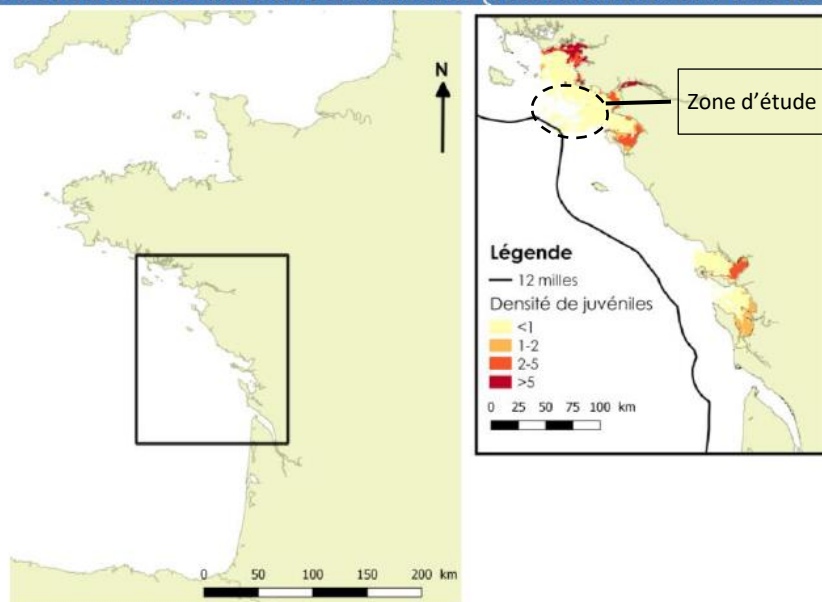 N
0 50 100 150 200 km
Zone d'étude
Légende
12 milles
Densité de juvéniles
<1
1-2
2-5
>5
0 25 50 75 100 km